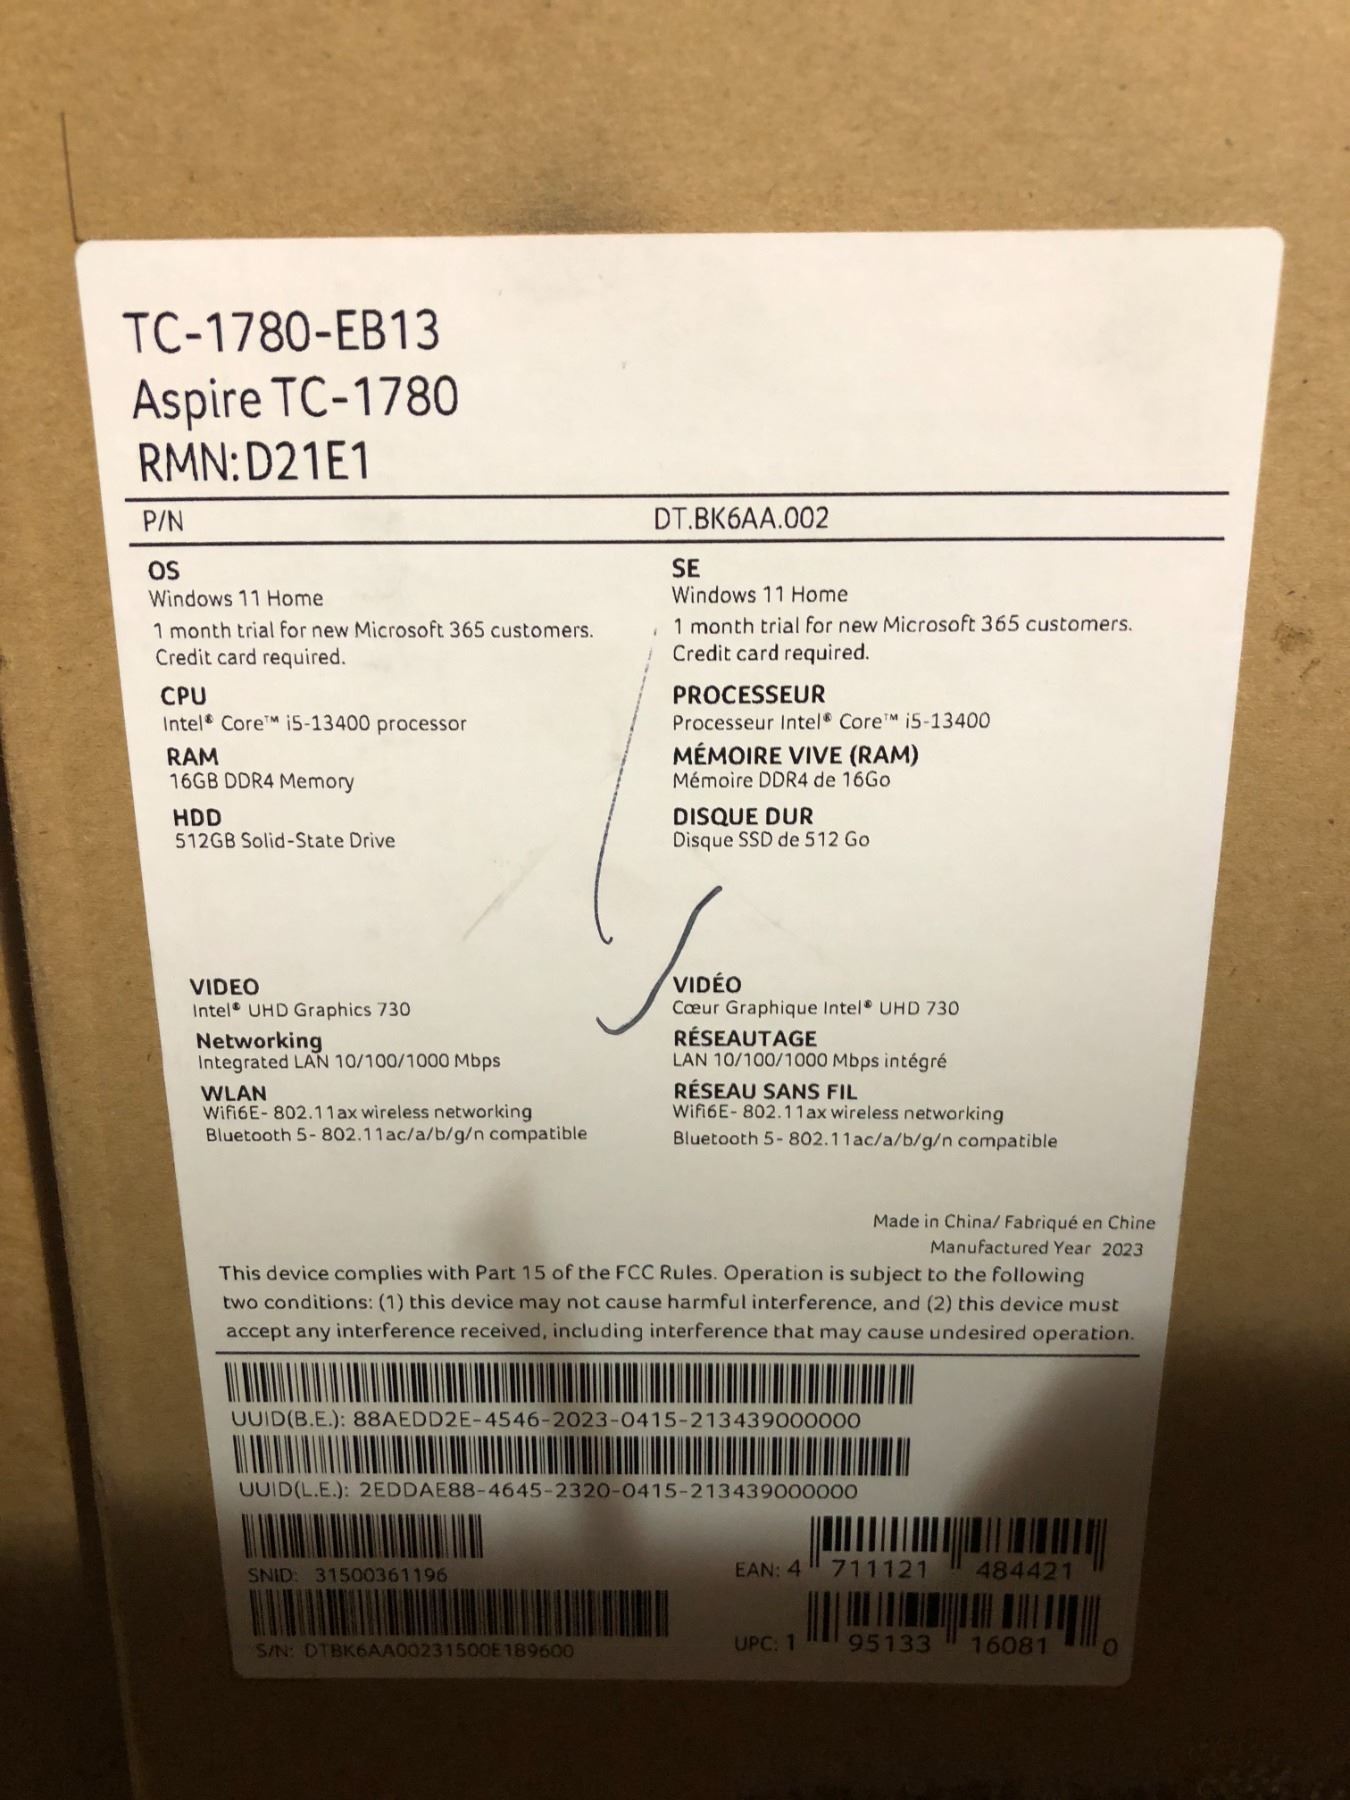 TC-1780-EB13
Aspire TC-1780
RMN:D21E1
P/N DT.BK6AA.002
OS
Windows 11 Home
1 month trial for new Microsoft 365 customers.
Credit card required.
CPU
Intel® Core™ i5-13400 processor
RAM
16GB DDR4 Memory
HDD
512GB Solid-State Drive
VIDEO
Intel® UHD Graphics 730
Networking
Integrated LAN 10/100/1000 Mbps
WLAN
Wifi6E- 802.11ax wireless networking
Bluetooth 5- 802.11ac/a/b/g/n compatible
SE
Windows 11 Home
1 month trial for new Microsoft 365 customers.
Credit card required.
PROCESSEUR
Processeur Intel® Core™ i5-13400
MÉMOIRE VIVE (RAM)
Mémoire DDR4 de 16Go
DISQUE DUR
Disque SSD de 512 Go
VIDÉO
Cœur Graphique Intel® UHD 730
RÉSEAUTAGE
LAN 10/100/1000 Mbps intégré
RÉSEAU SANS FIL
Wifi6E- 802.11ax wireless networking
Bluetooth 5- 802.11ac/a/b/g/n compatible
Made in China/ Fabriqué en Chine
Manufactured Year 2023
This device complies with Part 15 of the FCC Rules. Operation is subject to the following
two conditions: (1) this device may not cause harmful interference, and (2) this device must
accept any interference received, including interference that may cause undesired operation.
UUID(B.E.): 88AEDD2E-4546-2023-0415-213439000000
UUID(L.E.): 2EDDAE88-4645-2320-0415-213439000000
SNID: 31500361196
EAN: 4 711121 484421
S/N: DTBK6AA00231500E189600
UPC: 1 95133 16081 0